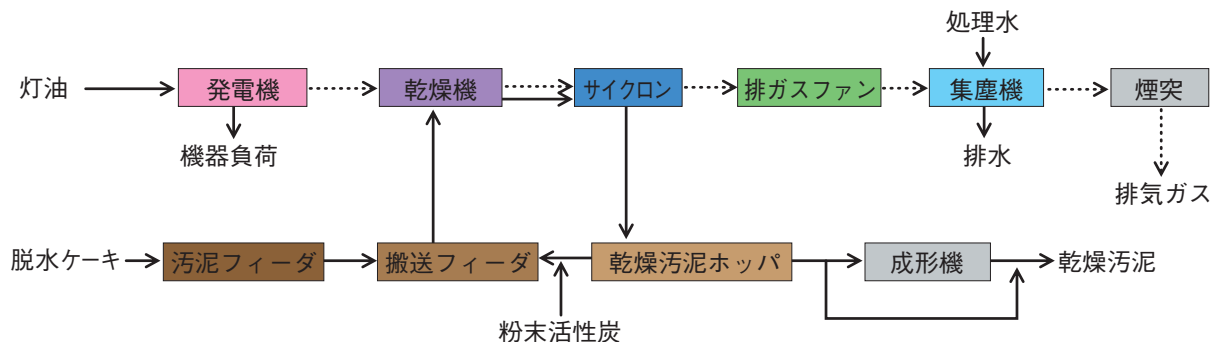 処理水
灯油
発電機
乾燥機
サイクロン
排ガスファン
集塵機
煙突
機器負荷
排水
排気ガス
脱水ケーキ
汚泥フィーダ
搬送フィーダ
乾燥汚泥ホッパ
成形機
乾燥汚泥
粉末活性炭